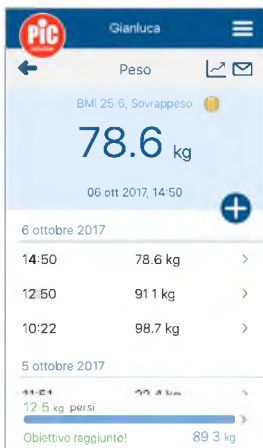 PiC
solution
Gianluca
Peso
BMI 25.6, Sovrappeso
78.6 kg
06 ott 2017, 14:50
6 ottobre 2017
14:50 78.6 kg
12:50 91.1 kg
10:22 98.7 kg
5 ottobre 2017
12.5 kg persi
Obiettivo raggiunto! 89.3 kg